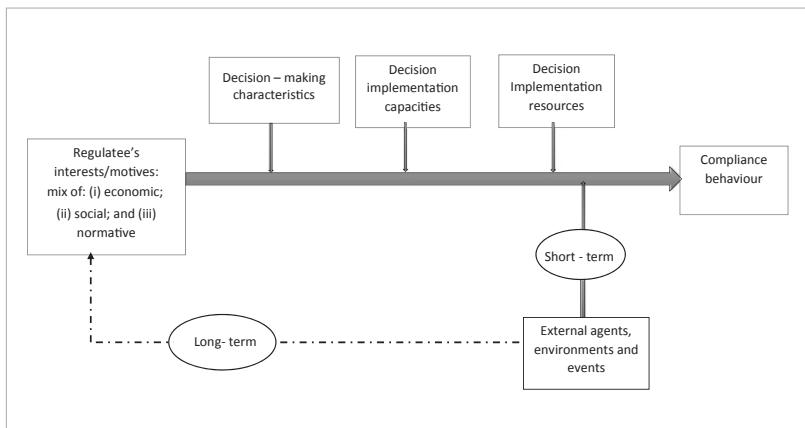 Decision – making
characteristics
Decision
implementation
capacities
Decision
Implementation
resources
Regulatee's
interests/motives:
mix of: (i) economic;
(ii) social; and (iii)
normative
Compliance
behaviour
Short - term
Long- term
External agents,
environments and
events